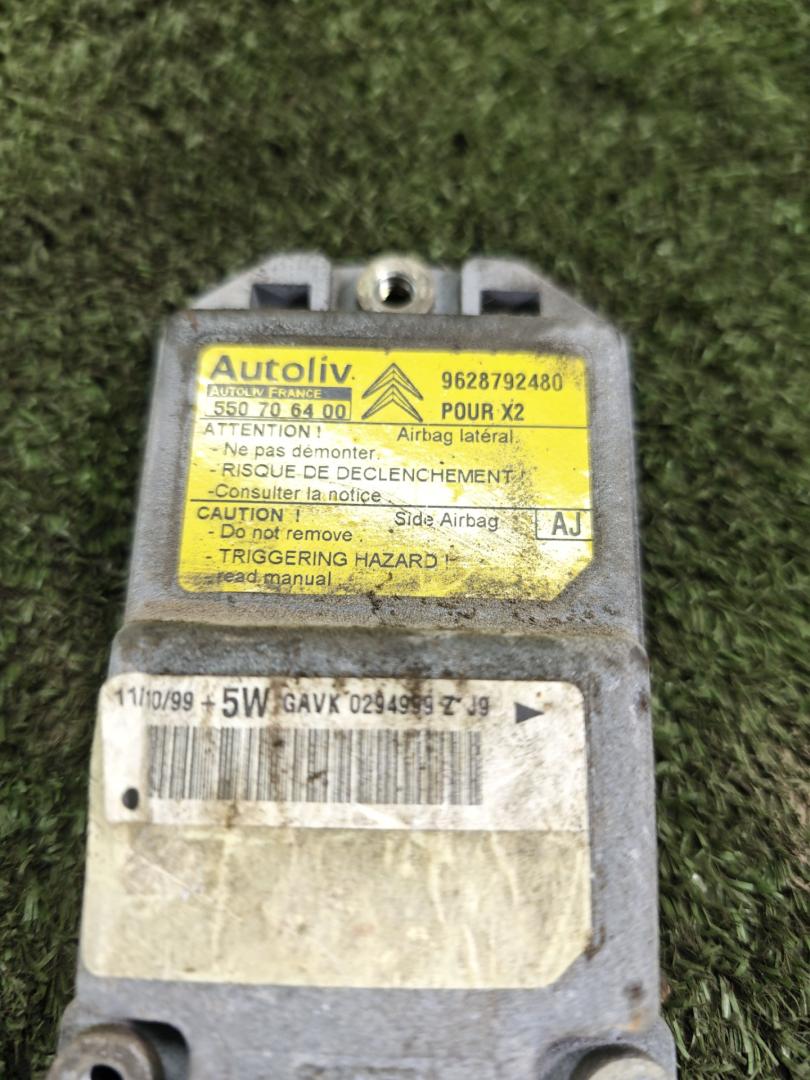 Autoliv 9628792480
AUTOLIV FRANCE
550 70 64 00 POUR X2
ATTENTION ! Airbag latéral.
- Ne pas démonter.
- RISQUE DE DECLENCHEMENT !
-Consulter la notice
CAUTION ! Side Airbag AJ
- Do not remove .
- TRIGGERING HAZARD !
- read manual
11/10/99 + 5W GAVK 0294999 Z J9